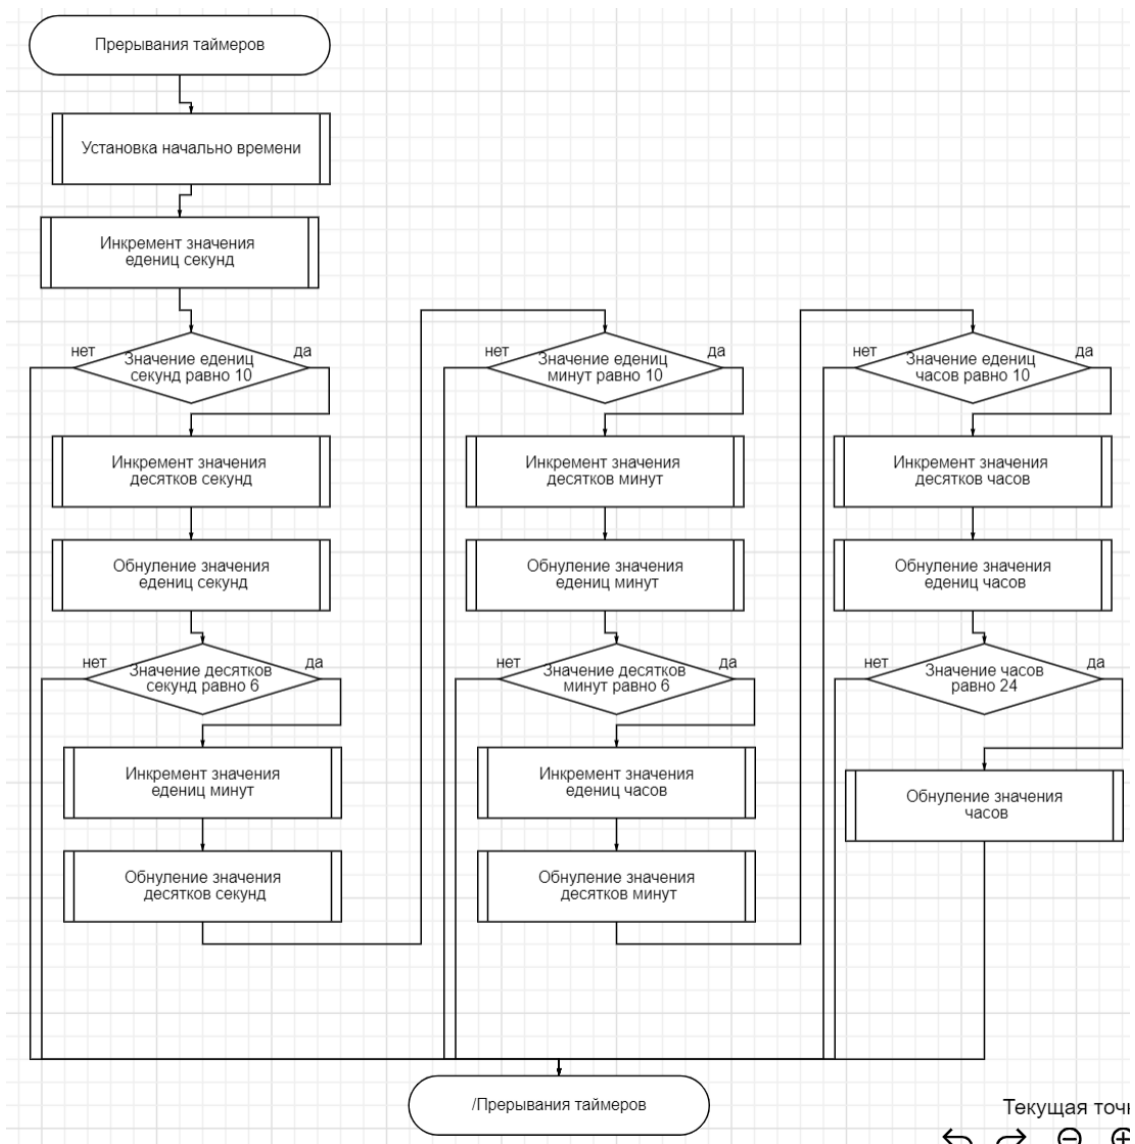 Прерывания таймеров
Установка начально времени
Инкремент значения
едениц секунд
нет
да
Значение едениц
секунд равно 10
Инкремент значения
десятков секунд
Обнуление значения
едениц секунд
нет
да
Значение десятков
секунд равно 6
Инкремент значения
едениц минут
Обнуление значения
десятков секунд
нет
да
Значение едениц
минут равно 10
Инкремент значения
десятков минут
Обнуление значения
едениц минут
нет
да
Значение десятков
минут равно 6
Инкремент значения
едениц часов
Обнуление значения
десятков минут
нет
да
Значение едениц
часов равно 10
Инкремент значения
десятков часов
Обнуление значения
едениц часов
нет
да
Значение часов
равно 24
Обнуление значения
часов
/Прерывания таймеров
Текущая